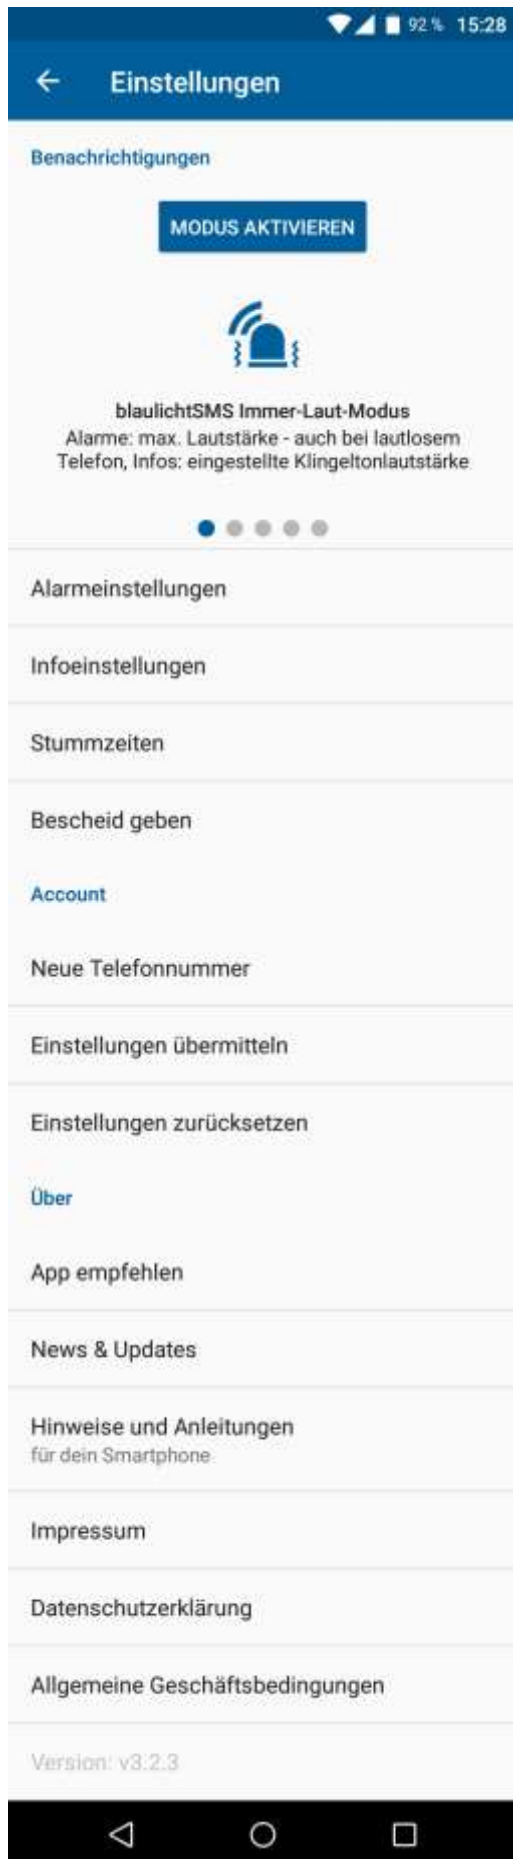 92 % 15:28
Einstellungen
Benachrichtigungen
MODUS AKTIVIEREN
blaulichtSMS Immer-Laut-Modus
Alarme: max. Lautstärke - auch bei lautlosem
Telefon, Infos: eingestellte Klingeltonlautstärke
Alarmeinstellungen
Infoeinstellungen
Stummzeiten
Bescheid geben
Account
Neue Telefonnummer
Einstellungen übermitteln
Einstellungen zurücksetzen
Über
App empfehlen
News & Updates
Hinweise und Anleitungen
für dein Smartphone
Impressum
Datenschutzerklärung
Allgemeine Geschäftsbedingungen
Version: v3.2.3